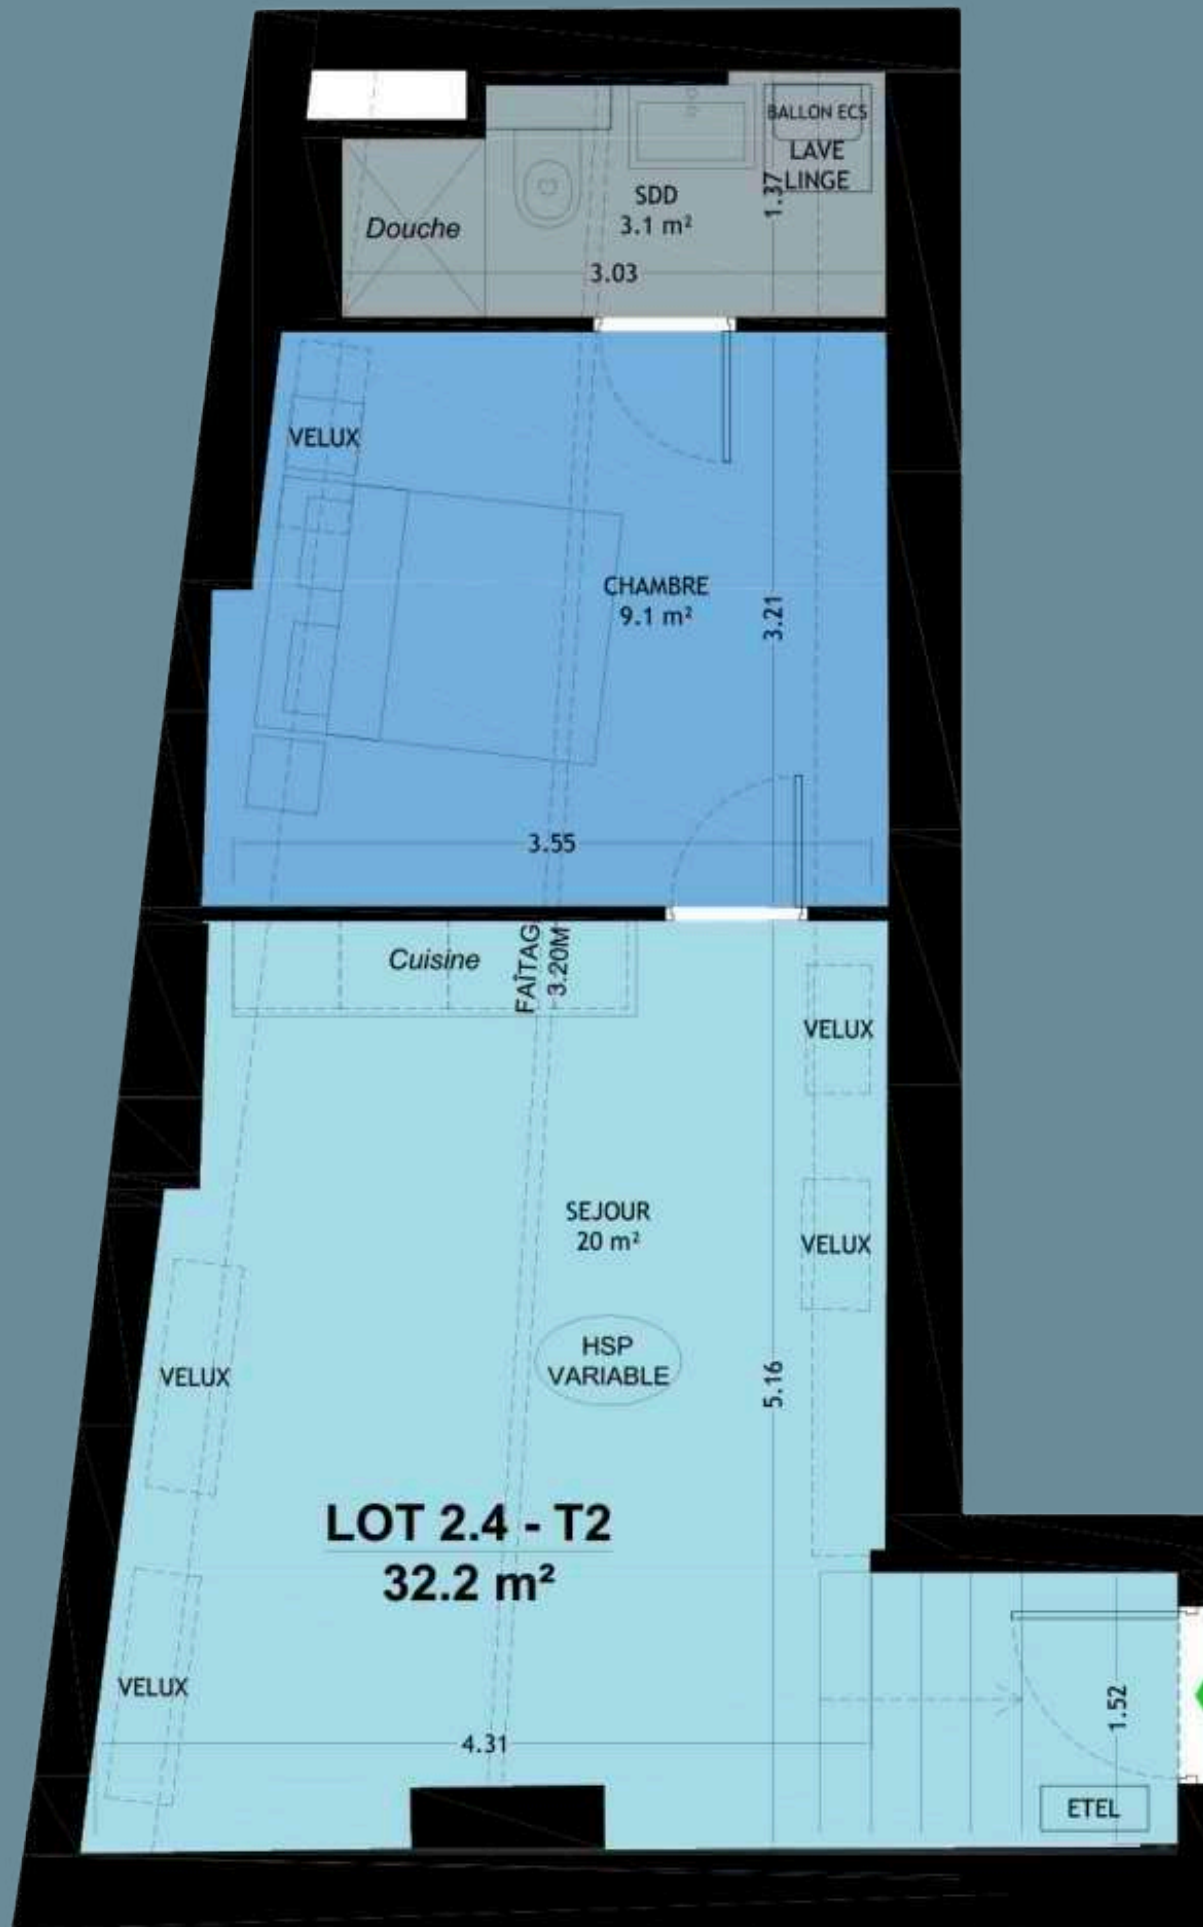 BALLON ECS
LAVE
LINGE
1.37
SDD
3.1 m²
Douche
3.03
VELUX
CHAMBRE
9.1 m²
3.21
3.55
Cuisine
FAÎTAG
3.20M
VELUX
SEJOUR
20 m²
VELUX
HSP
VARIABLE
VELUX
5.16
LOT 2.4 - T2
32.2 m²
VELUX
4.31
1.52
ETEL